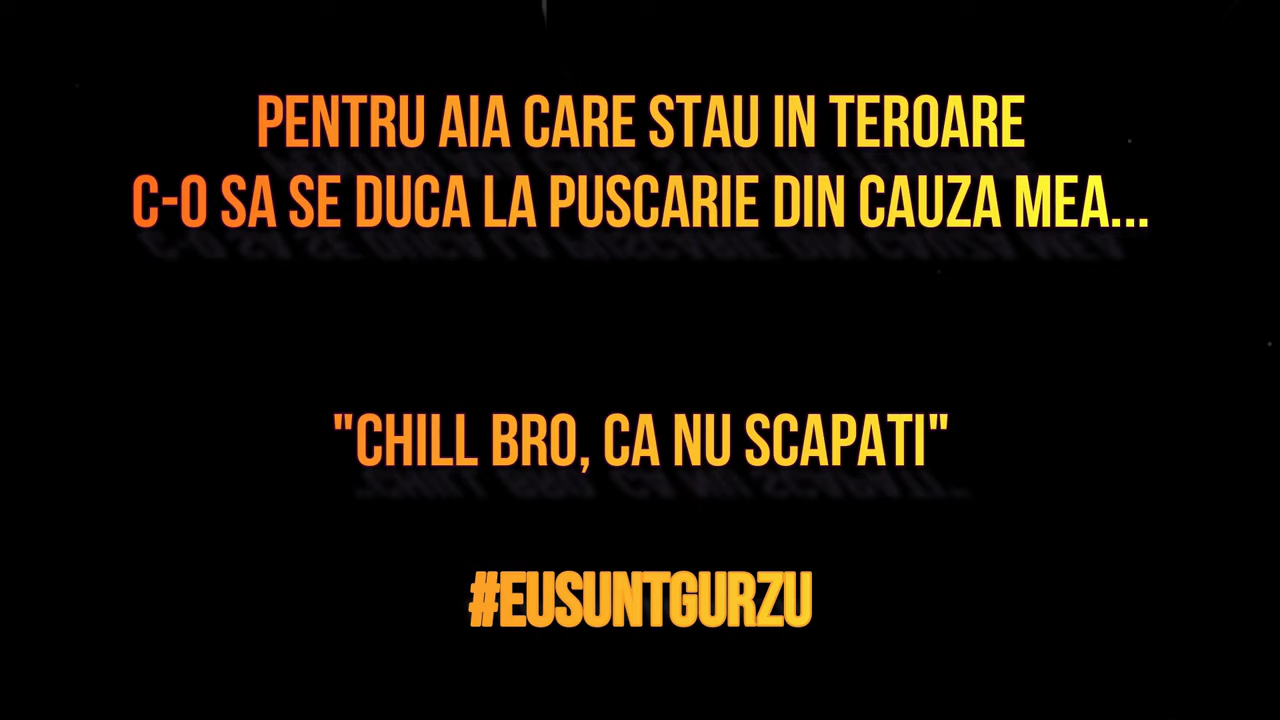 PENTRU AIA CARE STAU IN TEROARE
C-O SA SE DUCA LA PUSCARIE DIN CAUZA MEA...
"CHILL BRO, CA NU SCAPATI"
#EUSUNTGURZU